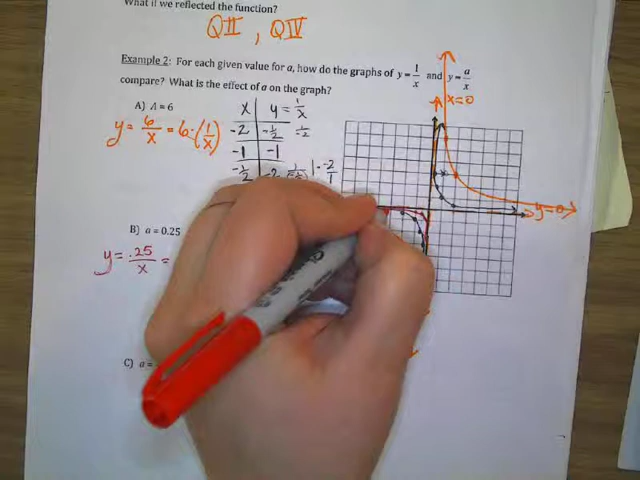 What if we reflected the function?
QII , QIV
Example 2: For each given value for a, how do the graphs of y = 1/x and y = a/x
compare? What is the effect of a on the graph?
A) A = 6
y = 6/x = 6·(1/x)
x | y = 1/x
-2 | -1/2
-1 | -1
-1/2 | -2
x=0
y=0
B) a = 0.25
y = .25/x =
C) a =